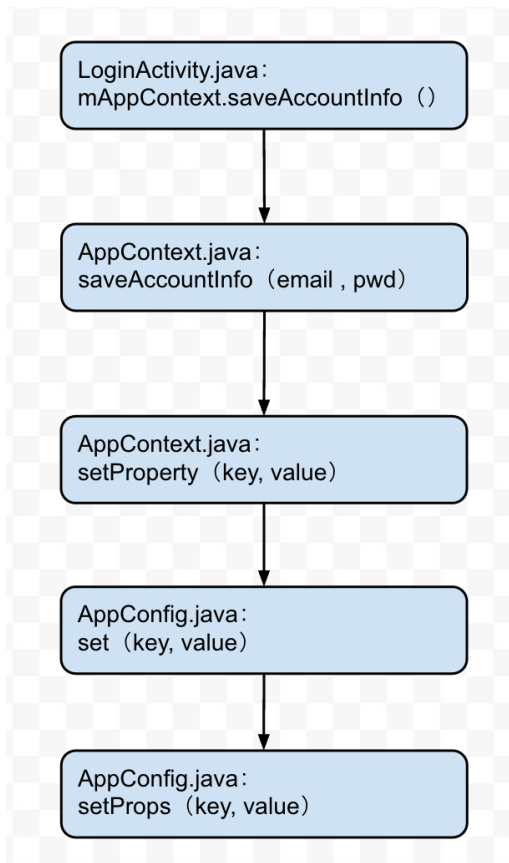 LoginActivity.java：
mAppContext.saveAccountInfo（）
AppContext.java：
saveAccountInfo（email , pwd）
AppContext.java：
setProperty（key, value）
AppConfig.java：
set（key, value）
AppConfig.java：
setProps（key, value）